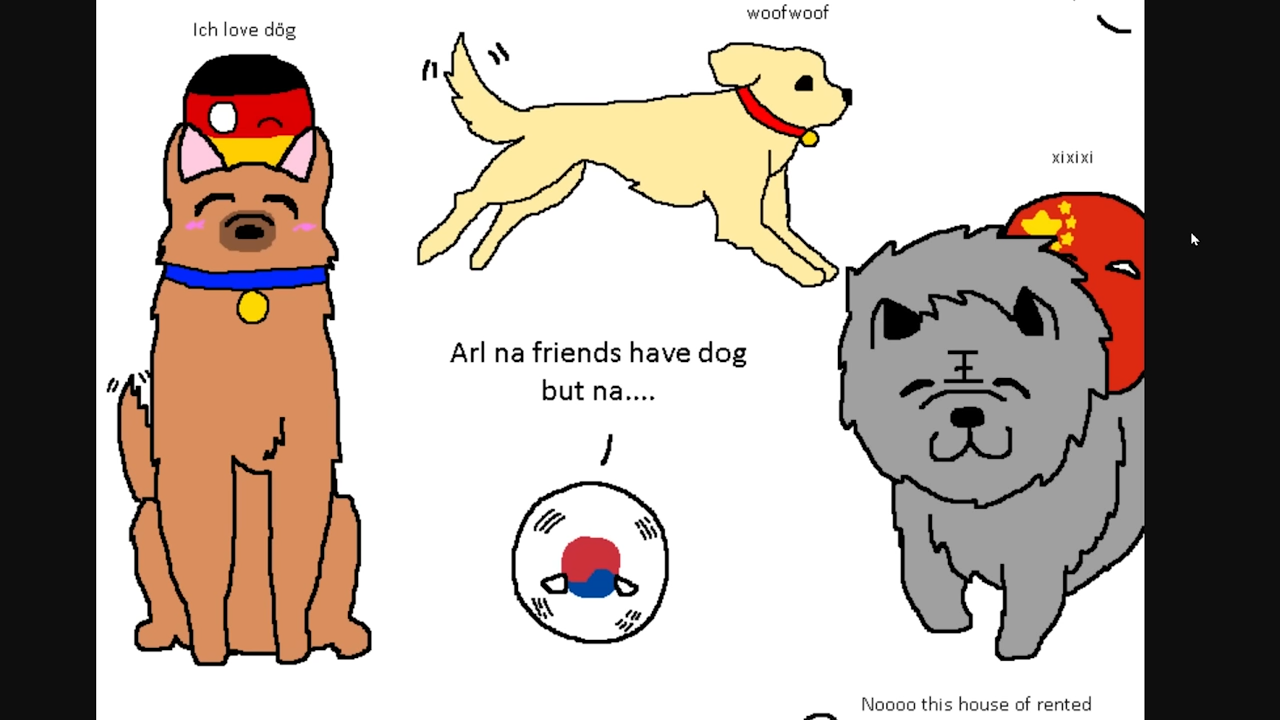 Ich love dög
woofwoof
xixixi
Arl na friends have dog
but na....
Noooo this house of rented